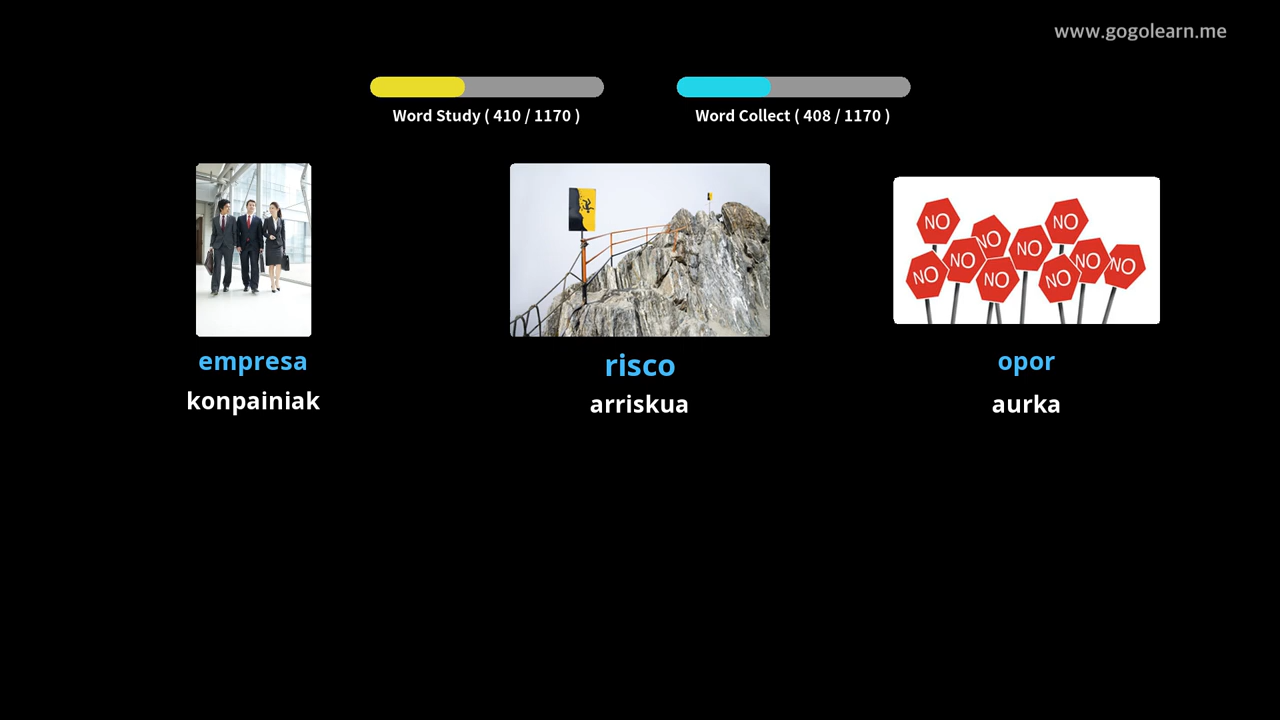 www.gogolearn.me
Word Study ( 410 / 1170 )
Word Collect ( 408 / 1170 )
NO
NO
NO
NO
NO
NO
NO
NO
NO
NO
empresa
risco
opor
konpainiak
arriskua
aurka